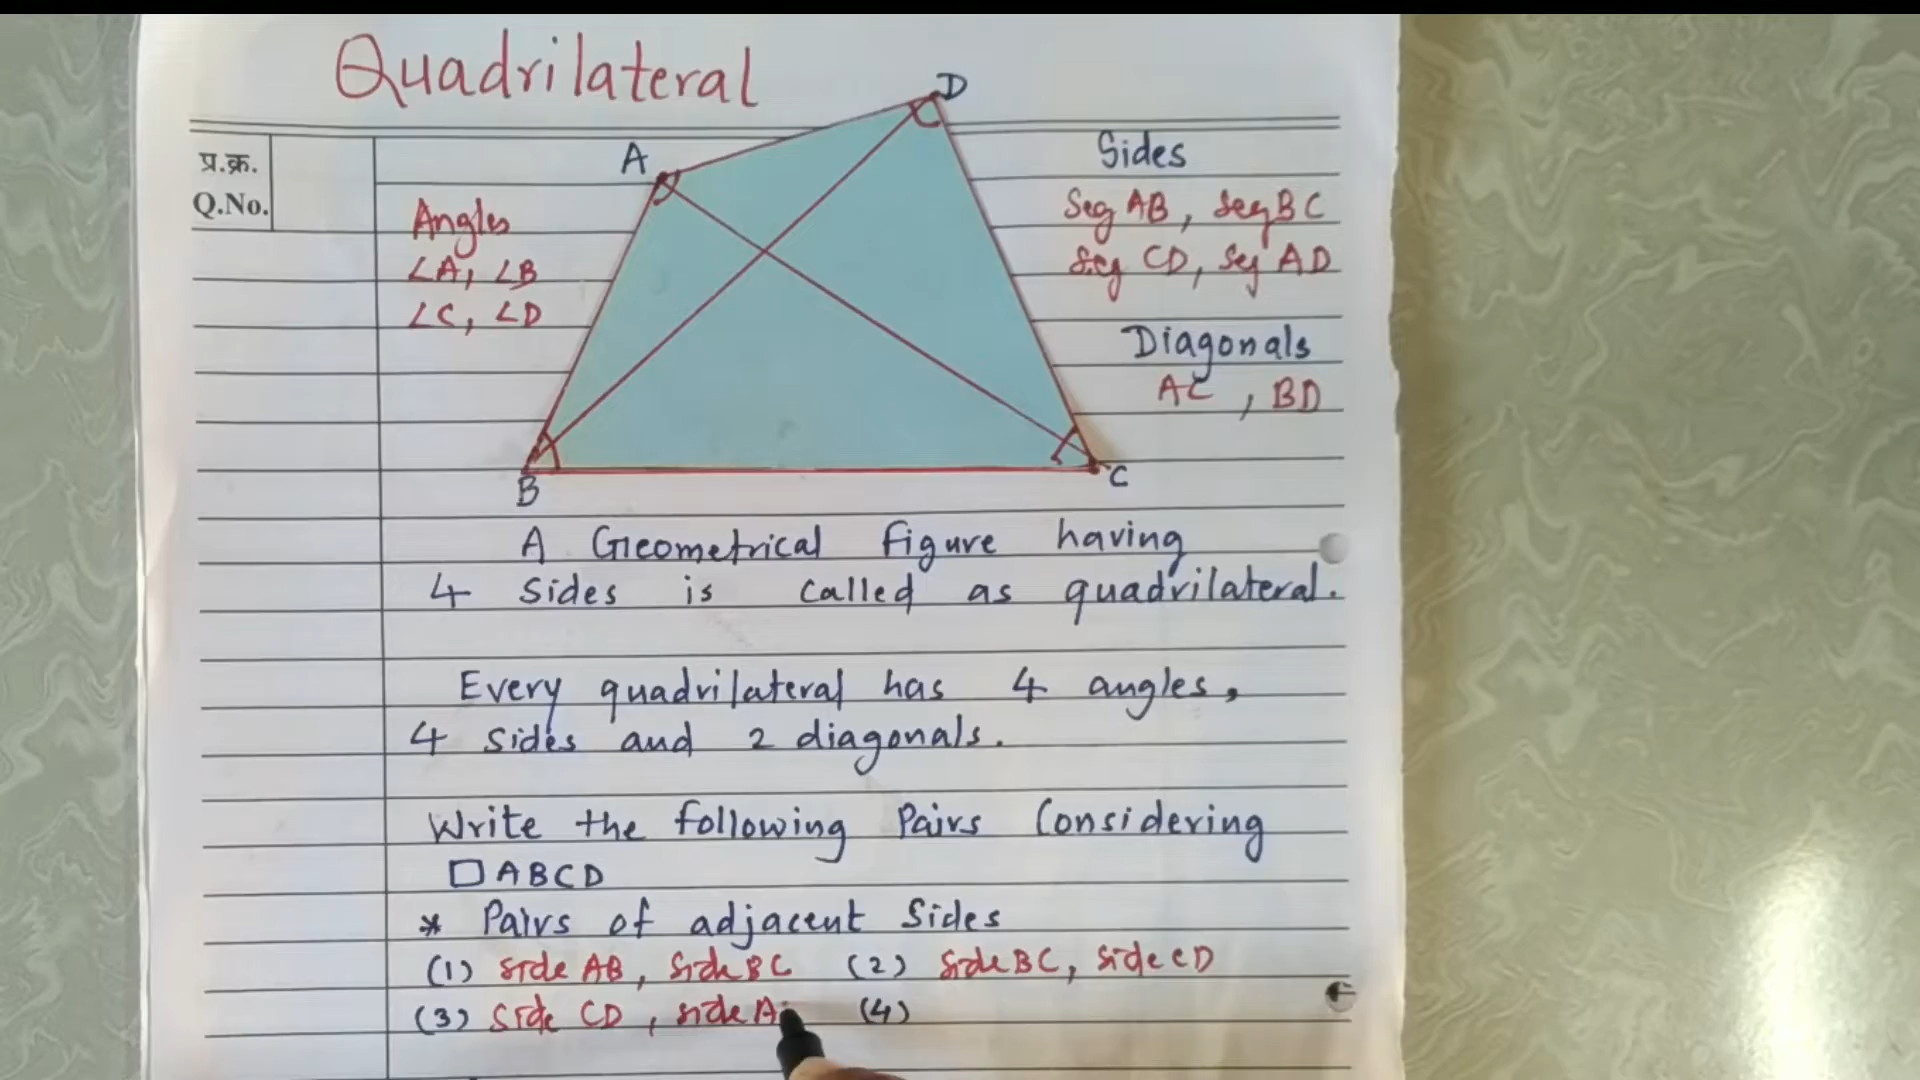 Quadrilateral
D
A
प्र.क्र.
Q.No.
Angles
∠A, ∠B
∠C, ∠D
Sides
Seg AB, seg BC
Seg CD, Seg AD
Diagonals
AC, BD
B
C
A Geometrical figure having
4 sides is called as quadrilateral.
Every quadrilateral has 4 angles,
4 sides and 2 diagonals.
Write the following Pairs Considering
□ABCD
* Pairs of adjacent Sides
(1) side AB, Side BC (2) Side BC, side CD
(3) Side CD, side A (4)